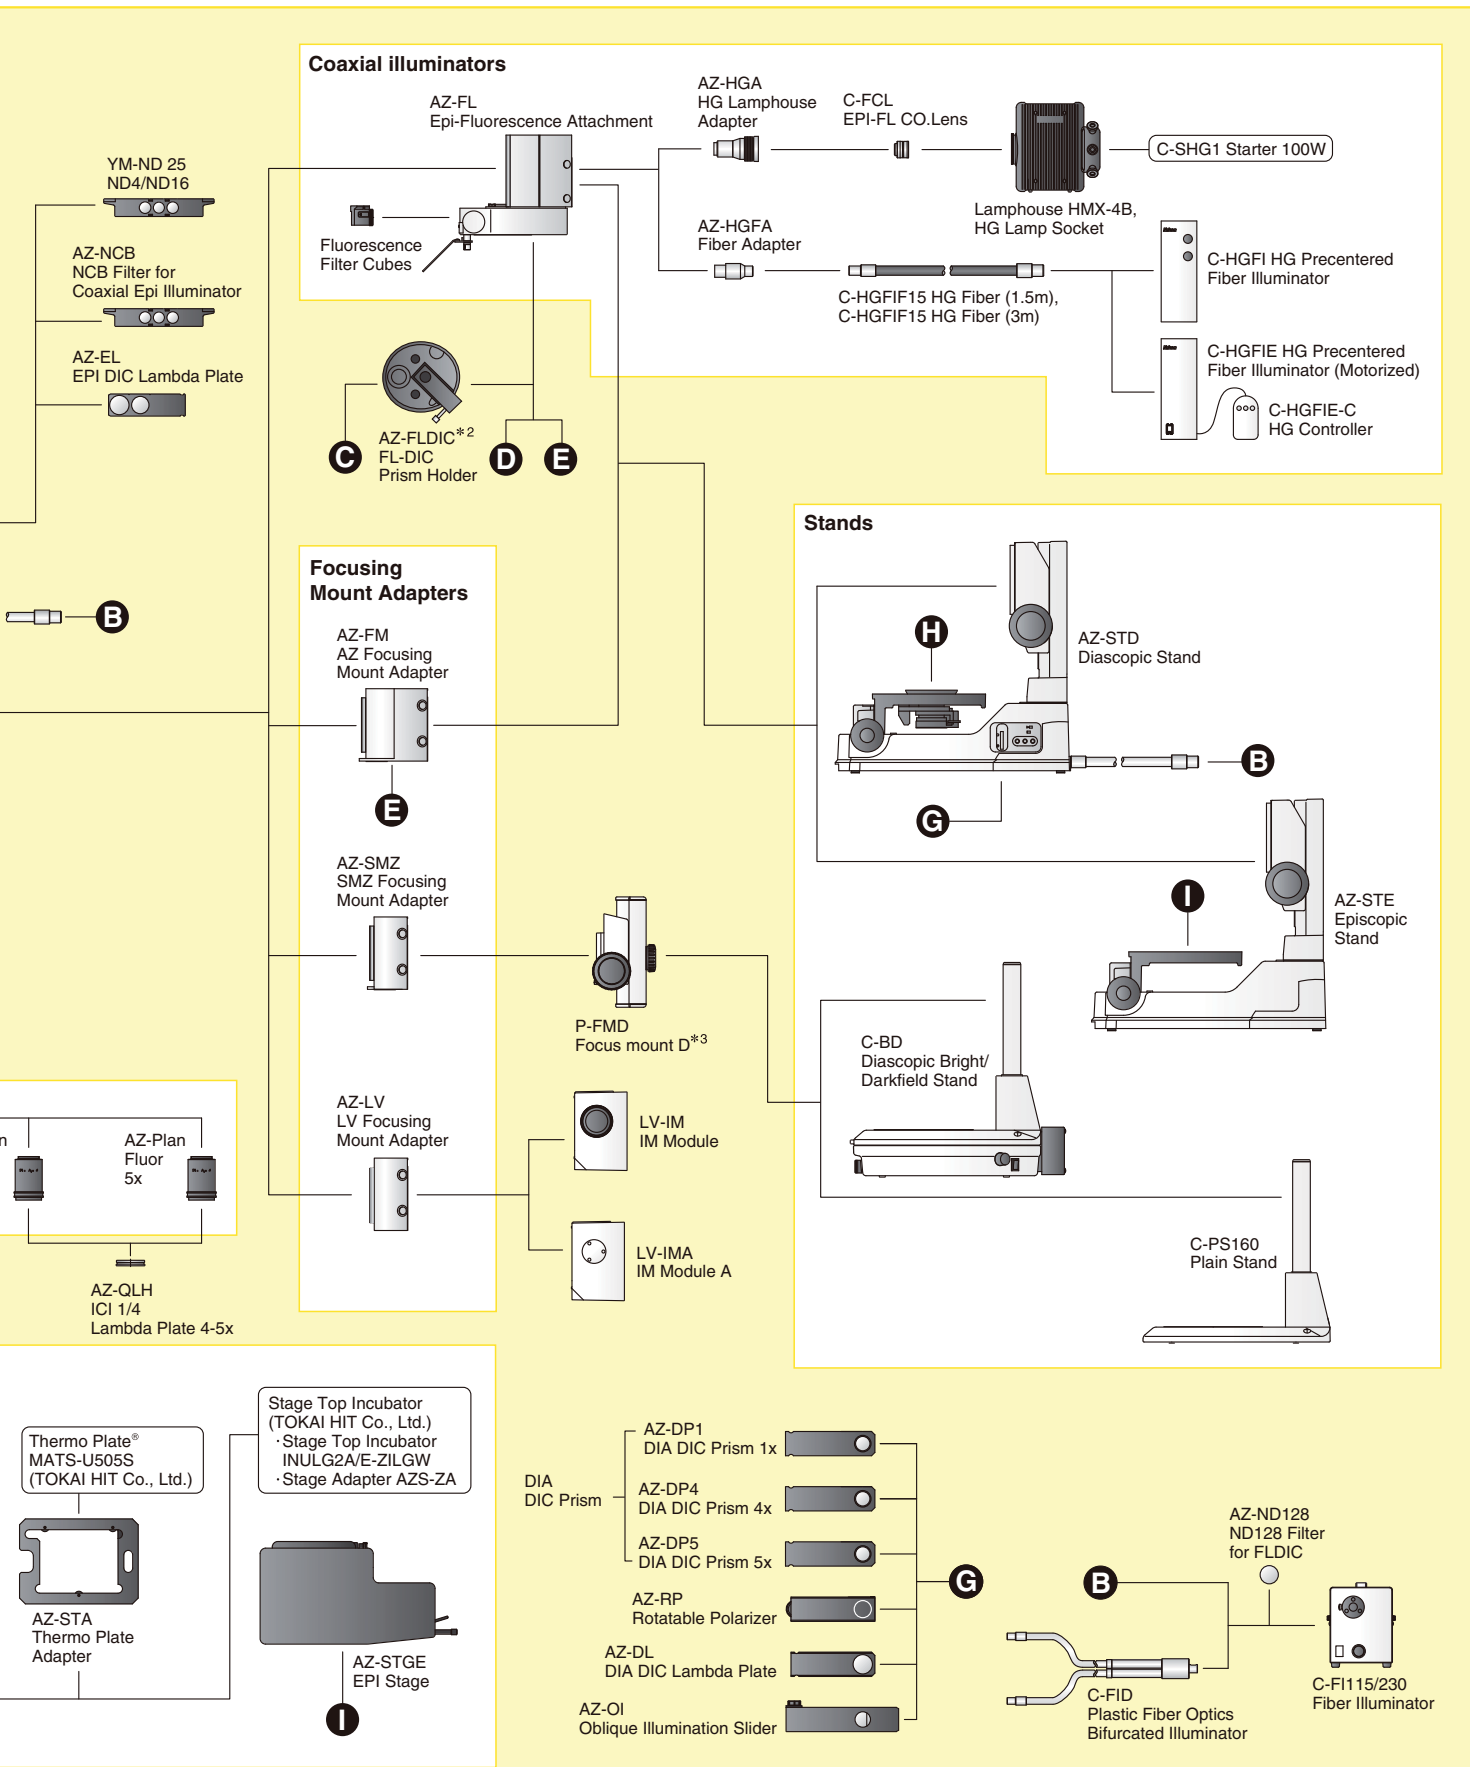 Coaxial illuminators
AZ-FL
Epi-Fluorescence Attachment
AZ-HGA
HG Lamphouse
Adapter
C-FCL
EPI-FL CO.Lens
C-SHG1 Starter 100W
Lamphouse HMX-4B,
HG Lamp Socket
Fluorescence
Filter Cubes
AZ-HGFA
Fiber Adapter
C-HGFIF15 HG Fiber (1.5m),
C-HGFIF15 HG Fiber (3m)
C-HGFI HG Precentered
Fiber Illuminator
C-HGFIE HG Precentered
Fiber Illuminator (Motorized)
C-HGFIE-C
HG Controller
YM-ND 25
ND4/ND16
AZ-NCB
NCB Filter for
Coaxial Epi Illuminator
AZ-EL
EPI DIC Lambda Plate
C
AZ-FLDIC*2
FL-DIC
Prism Holder
D
E
B
Focusing
Mount Adapters
AZ-FM
AZ Focusing
Mount Adapter
E
AZ-SMZ
SMZ Focusing
Mount Adapter
AZ-LV
LV Focusing
Mount Adapter
P-FMD
Focus mount D*3
LV-IM
IM Module
LV-IMA
IM Module A
Stands
H
AZ-STD
Diascopic Stand
B
G
I
AZ-STE
Episcopic
Stand
C-BD
Diascopic Bright/
Darkfield Stand
C-PS160
Plain Stand
n
AZ-Plan
Fluor
5x
AZ-QLH
ICI 1/4
Lambda Plate 4-5x
Thermo Plate®
MATS-U505S
(TOKAI HIT Co., Ltd.)
Stage Top Incubator
(TOKAI HIT Co., Ltd.)
·Stage Top Incubator
INULG2A/E-ZILGW
·Stage Adapter AZS-ZA
AZ-STA
Thermo Plate
Adapter
AZ-STGE
EPI Stage
I
DIA
DIC Prism
AZ-DP1
DIA DIC Prism 1x
AZ-DP4
DIA DIC Prism 4x
AZ-DP5
DIA DIC Prism 5x
AZ-RP
Rotatable Polarizer
AZ-DL
DIA DIC Lambda Plate
AZ-OI
Oblique Illumination Slider
G
B
AZ-ND128
ND128 Filter
for FLDIC
C-FID
Plastic Fiber Optics
Bifurcated Illuminator
C-FI115/230
Fiber Illuminator